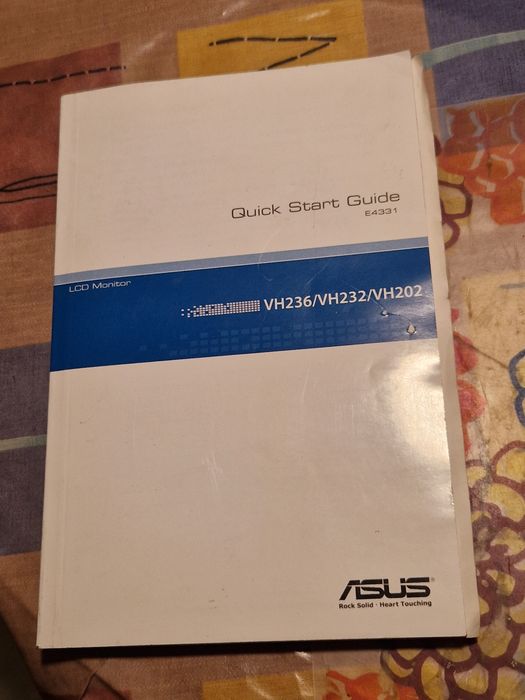 Quick Start Guide
E4331
LCD Monitor
VH236/VH232/VH202
ASUS®
Rock Solid · Heart Touching